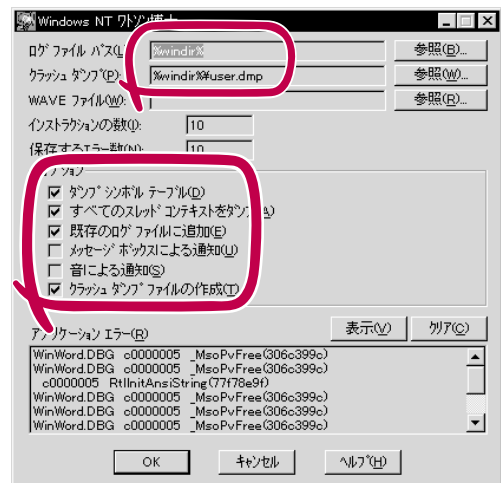 Windows NT ワトソン博士
ログ ファイル パス(L): %windir% 参照(B)...
クラッシュ ダンプ(P): %windir%¥user.dmp 参照(W)...
WAVE ファイル(W): 参照(R)...
インストラクションの数(I): 10
保存するエラー数(N): 10
オプション
ダンプ シンボル テーブル(D)
すべてのスレッド コンテキストをダンプ(A)
既存のログ ファイルに追加(E)
メッセージ ボックスによる通知(U)
音による通知(S)
クラッシュ ダンプ ファイルの作成(T)
アプリケーション エラー(R) 表示(V) クリア(C)
WinWord.DBG c0000005 _MsoPvFree(306c399c)
WinWord.DBG c0000005 _MsoPvFree(306c399c)
c0000005 RtlInitAnsiString(77f78e9f)
WinWord.DBG c0000005 _MsoPvFree(306c399c)
WinWord.DBG c0000005 _MsoPvFree(306c399c)
WinWord.DBG c0000005 _MsoPvFree(306c399c)
OK キャンセル ヘルプ(H)